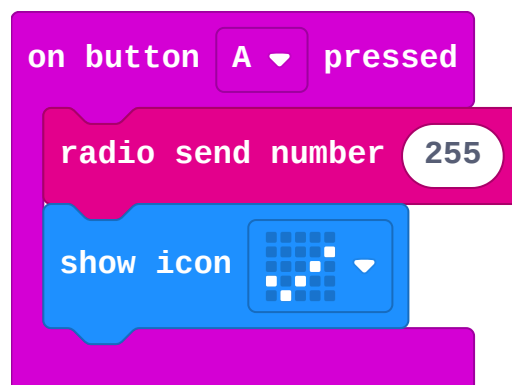 on button A pressed
radio send number 255
show icon